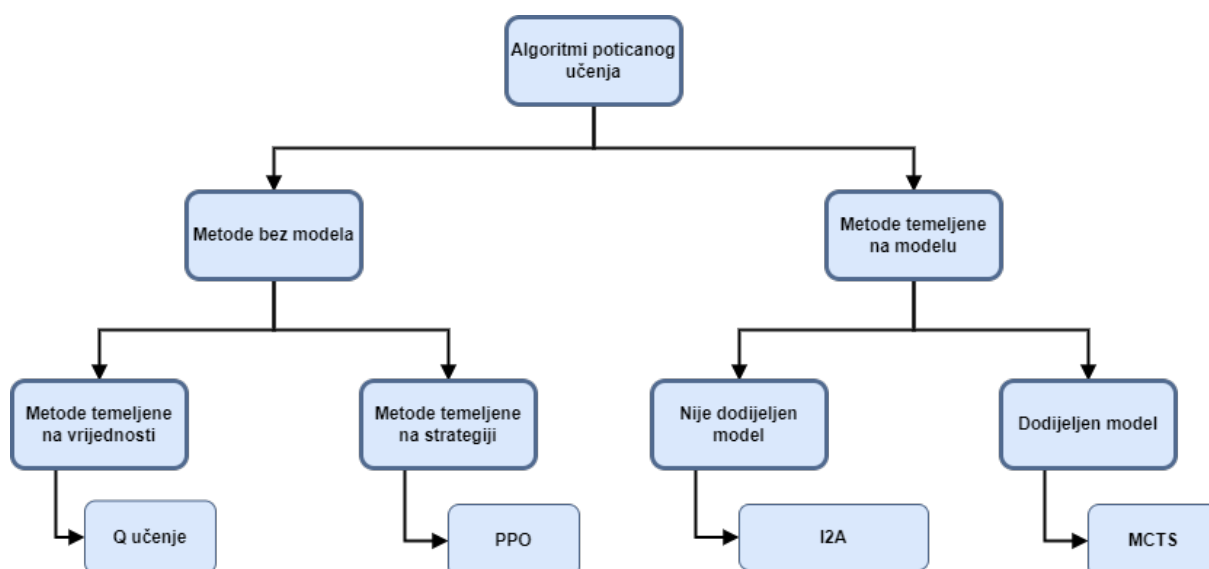 Algoritmi poticanog
učenja
Metode bez modela
Metode temeljene
na modelu
Metode temeljene
na vrijednosti
Metode temeljene
na strategiji
Nije dodijeljen
model
Dodijeljen model
Q učenje
PPO
I2A
MCTS